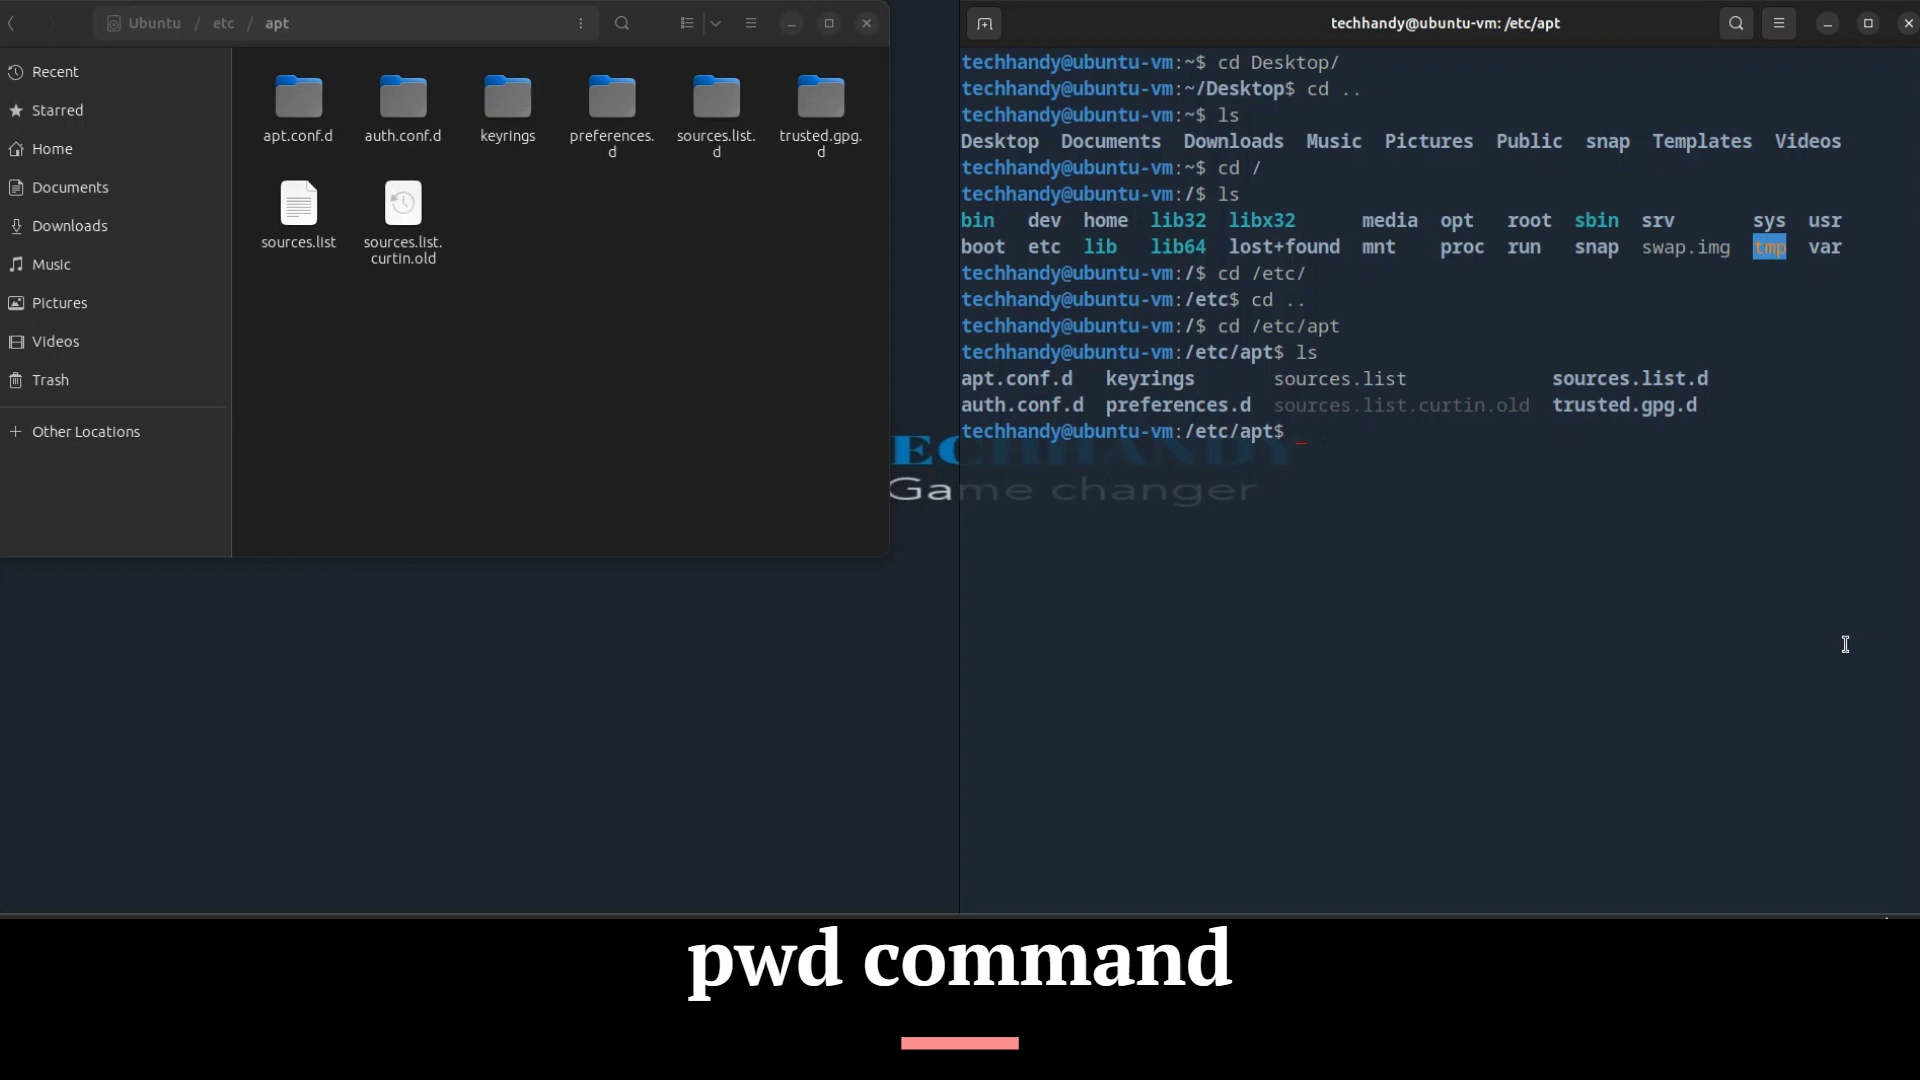 Ubuntu / etc / apt
Recent
Starred
Home
Documents
Downloads
Music
Pictures
Videos
Trash
Other Locations
apt.conf.d
auth.conf.d
keyrings
preferences.
d
sources.list.
d
trusted.gpg.
d
sources.list
sources.list.
curtin.old
techhandy@ubuntu-vm: /etc/apt
techhandy@ubuntu-vm:~$ cd Desktop/
techhandy@ubuntu-vm:~/Desktop$ cd ..
techhandy@ubuntu-vm:~$ ls
Desktop Documents Downloads Music Pictures Public snap Templates Videos
techhandy@ubuntu-vm:~$ cd /
techhandy@ubuntu-vm:/$ ls
bin dev home lib32 libx32 media opt root sbin srv sys usr
boot etc lib lib64 lost+found mnt proc run snap swap.img tmp var
techhandy@ubuntu-vm:/$ cd /etc/
techhandy@ubuntu-vm:/etc$ cd ..
techhandy@ubuntu-vm:/$ cd /etc/apt
techhandy@ubuntu-vm:/etc/apt$ ls
apt.conf.d keyrings sources.list sources.list.d
auth.conf.d preferences.d sources.list.curtin.old trusted.gpg.d
techhandy@ubuntu-vm:/etc/apt$ _
ECHHANDY
Game changer
pwd command